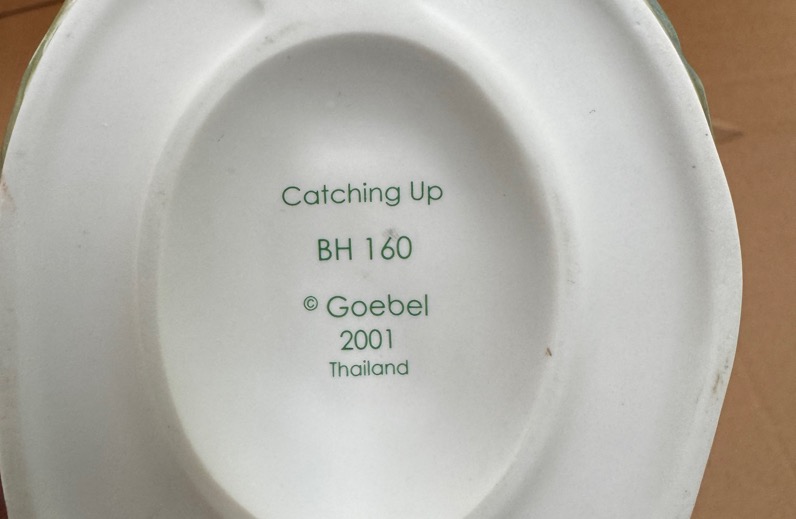 Catching Up
BH 160
© Goebel
2001
Thailand